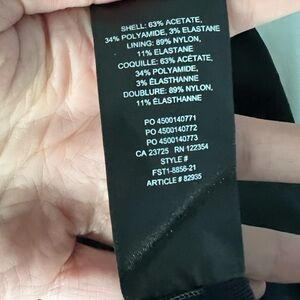 SHELL: 63% ACETATE,
34% POLYAMIDE, 3% ELASTANE
LINING: 89% NYLON,
11% ELASTANE
COQUILLE: 63% ACÉTATE,
34% POLYAMIDE,
3% ÉLASTHANNE
DOUBLURE: 89% NYLON,
11% ÉLASTHANNE
PO 4500140771
PO 4500140772
PO 4500140773
CA 23725 RN 122354
STYLE #
FST1-8856-21
ARTICLE # 82935